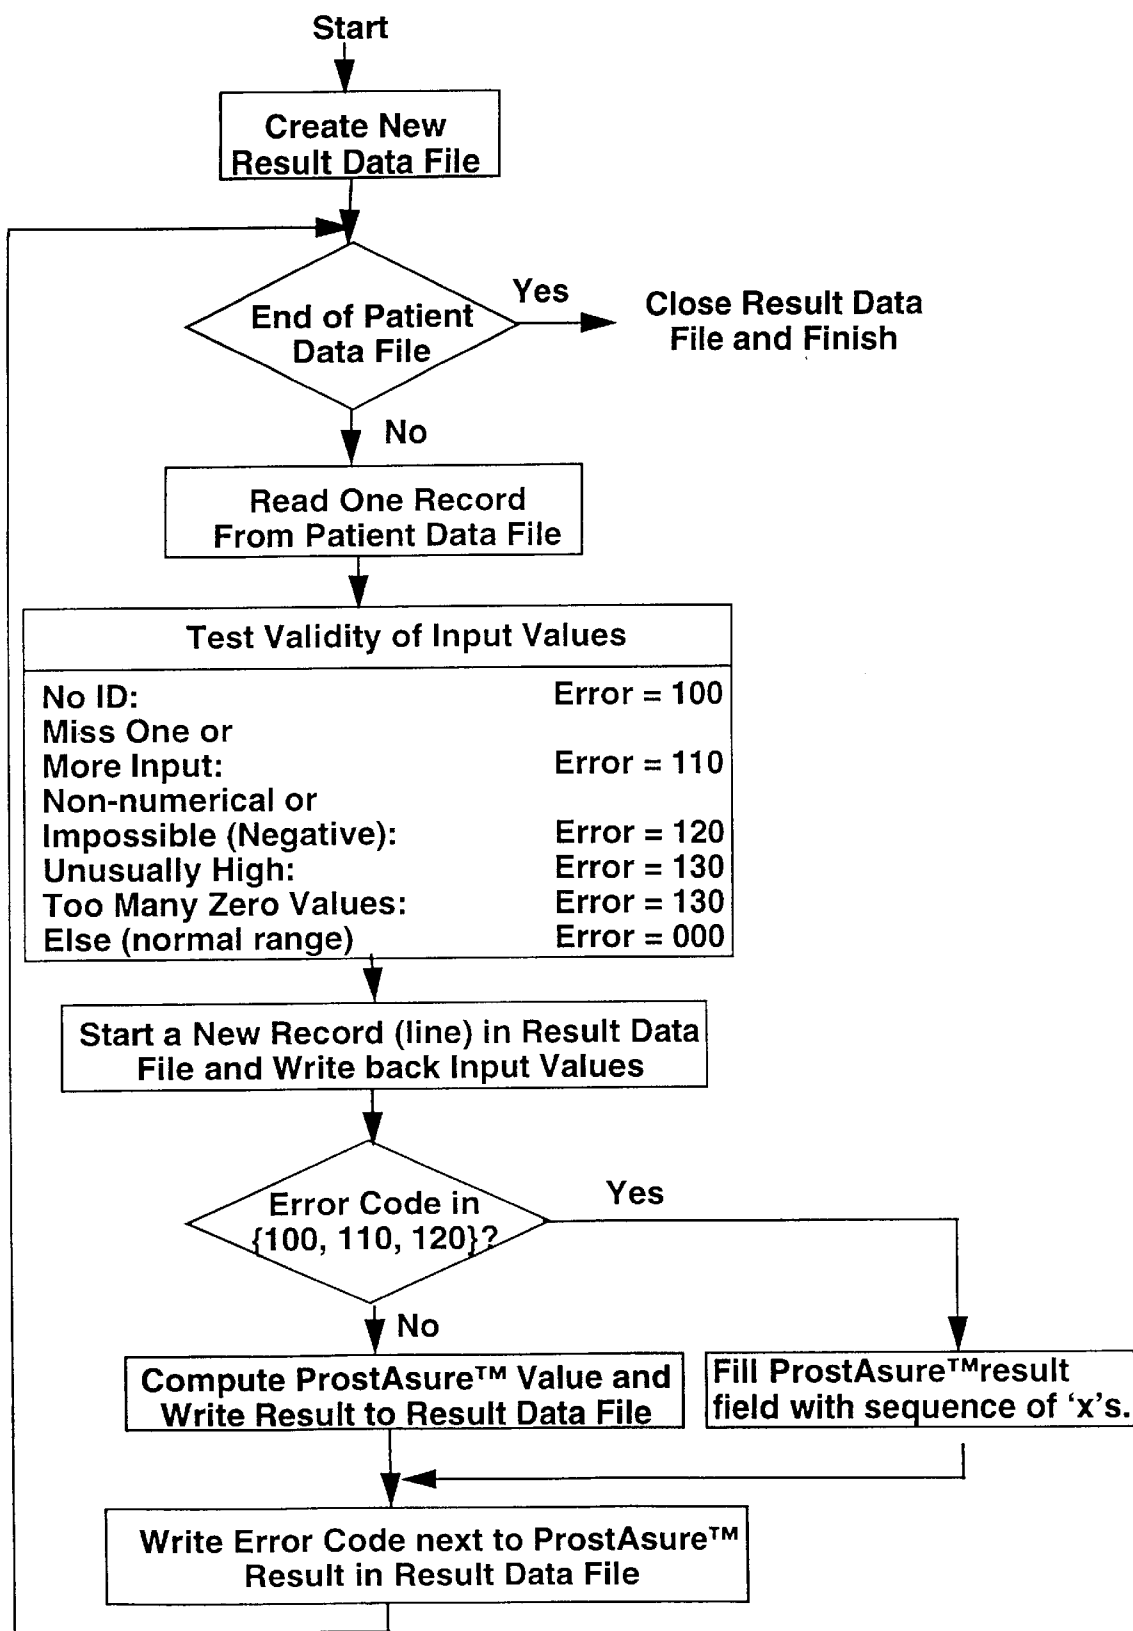 Start
Create New
Result Data File
End of Patient
Data File
Yes
Close Result Data
File and Finish
No
Read One Record
From Patient Data File
Test Validity of Input Values
No ID: Error = 100
Miss One or
More Input: Error = 110
Non-numerical or
Impossible (Negative): Error = 120
Unusually High: Error = 130
Too Many Zero Values: Error = 130
Else (normal range) Error = 000
Start a New Record (line) in Result Data
File and Write back Input Values
Error Code in
{100, 110, 120}?
Yes
No
Compute ProstAsure™ Value and
Write Result to Result Data File
Fill ProstAsure™result
field with sequence of ‘x’s.
Write Error Code next to ProstAsure™
Result in Result Data File